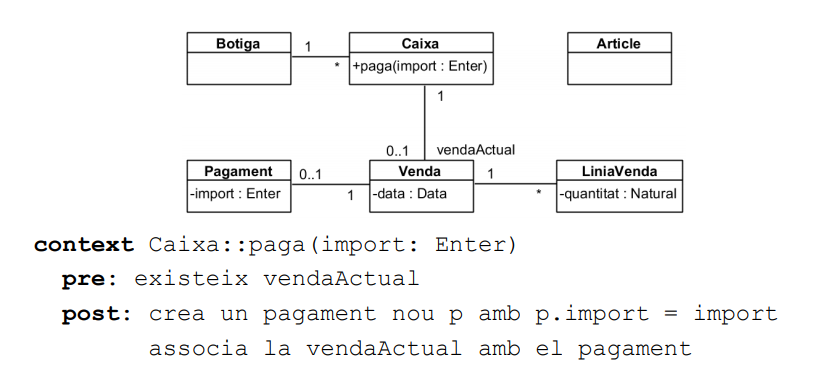 Botiga
1
*
Caixa
+paga(import : Enter)
Article
1
0..1
vendaActual
Pagament
-import : Enter
0..1
1
Venda
-data : Data
1
*
LiniaVenda
-quantitat : Natural
context Caixa::paga(import: Enter)
pre: existeix vendaActual
post: crea un pagament nou p amb p.import = import
associa la vendaActual amb el pagament